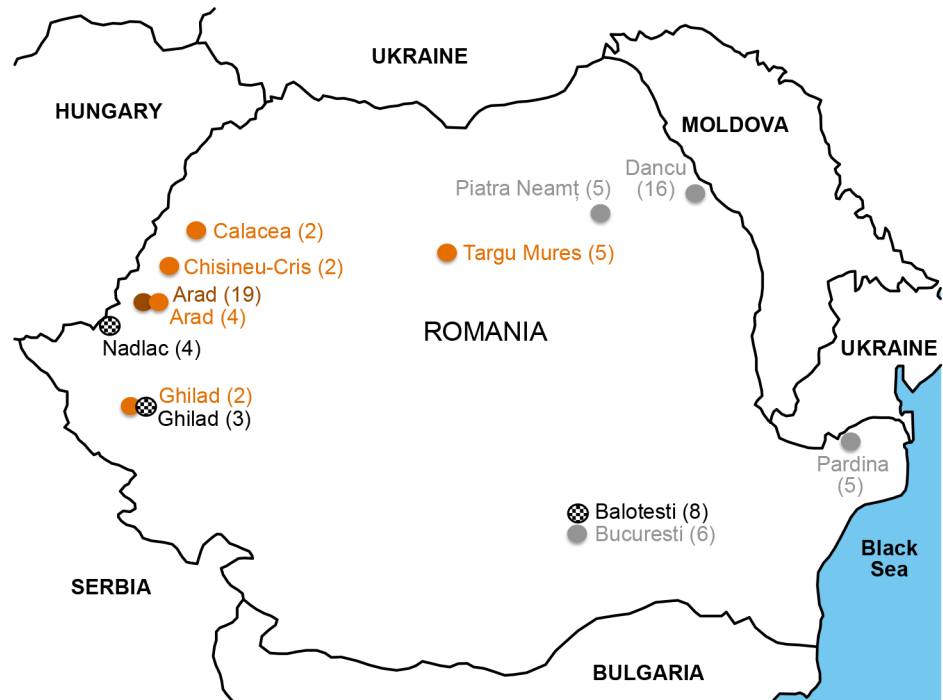 UKRAINE
HUNGARY
MOLDOVA
Dancu
(16)
Piatra Neamț (5)
Calacea (2)
Targu Mures (5)
Chisineu-Cris (2)
Arad (19)
Arad (4)
ROMANIA
Nadlac (4)
UKRAINE
Ghilad (2)
Ghilad (3)
Pardina
(5)
Balotesti (8)
Bucuresti (6)
Black
Sea
SERBIA
BULGARIA